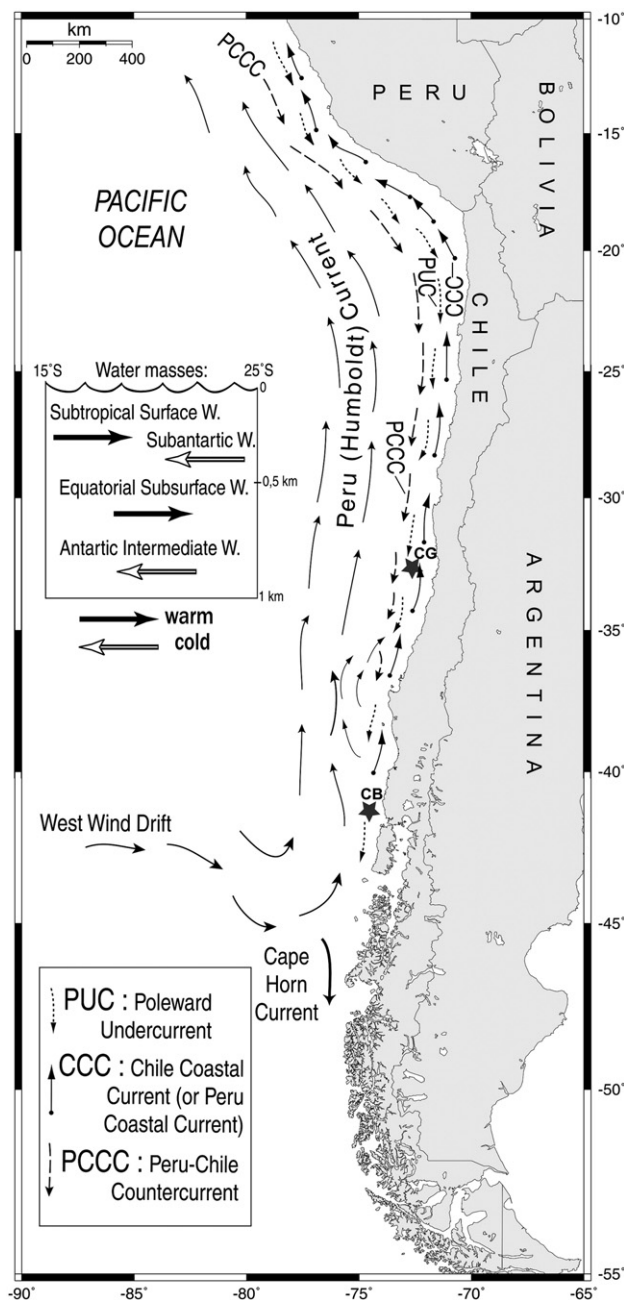 km
0 200 400
-10°
-15°
-20°
-25°
-30°
-35°
-40°
-45°
-50°
-55°
PCCC
PERU
BOLIVIA
PACIFIC
OCEAN
PUC
CCC
CHILE
Peru (Humboldt) Current
15°S Water masses: 25°S
0
Subtropical Surface W.
Subantartic W.
0,5 km
Equatorial Subsurface W.
Antartic Intermediate W.
1 km
warm
cold
PCCC
CG
ARGENTINA
CB
West Wind Drift
Cape
Horn
Current
PUC : Poleward
Undercurrent
CCC : Chile Coastal
Current (or Peru
Coastal Current)
PCCC : Peru-Chile
Countercurrent
-90° -85° -80° -75° -70° -65°